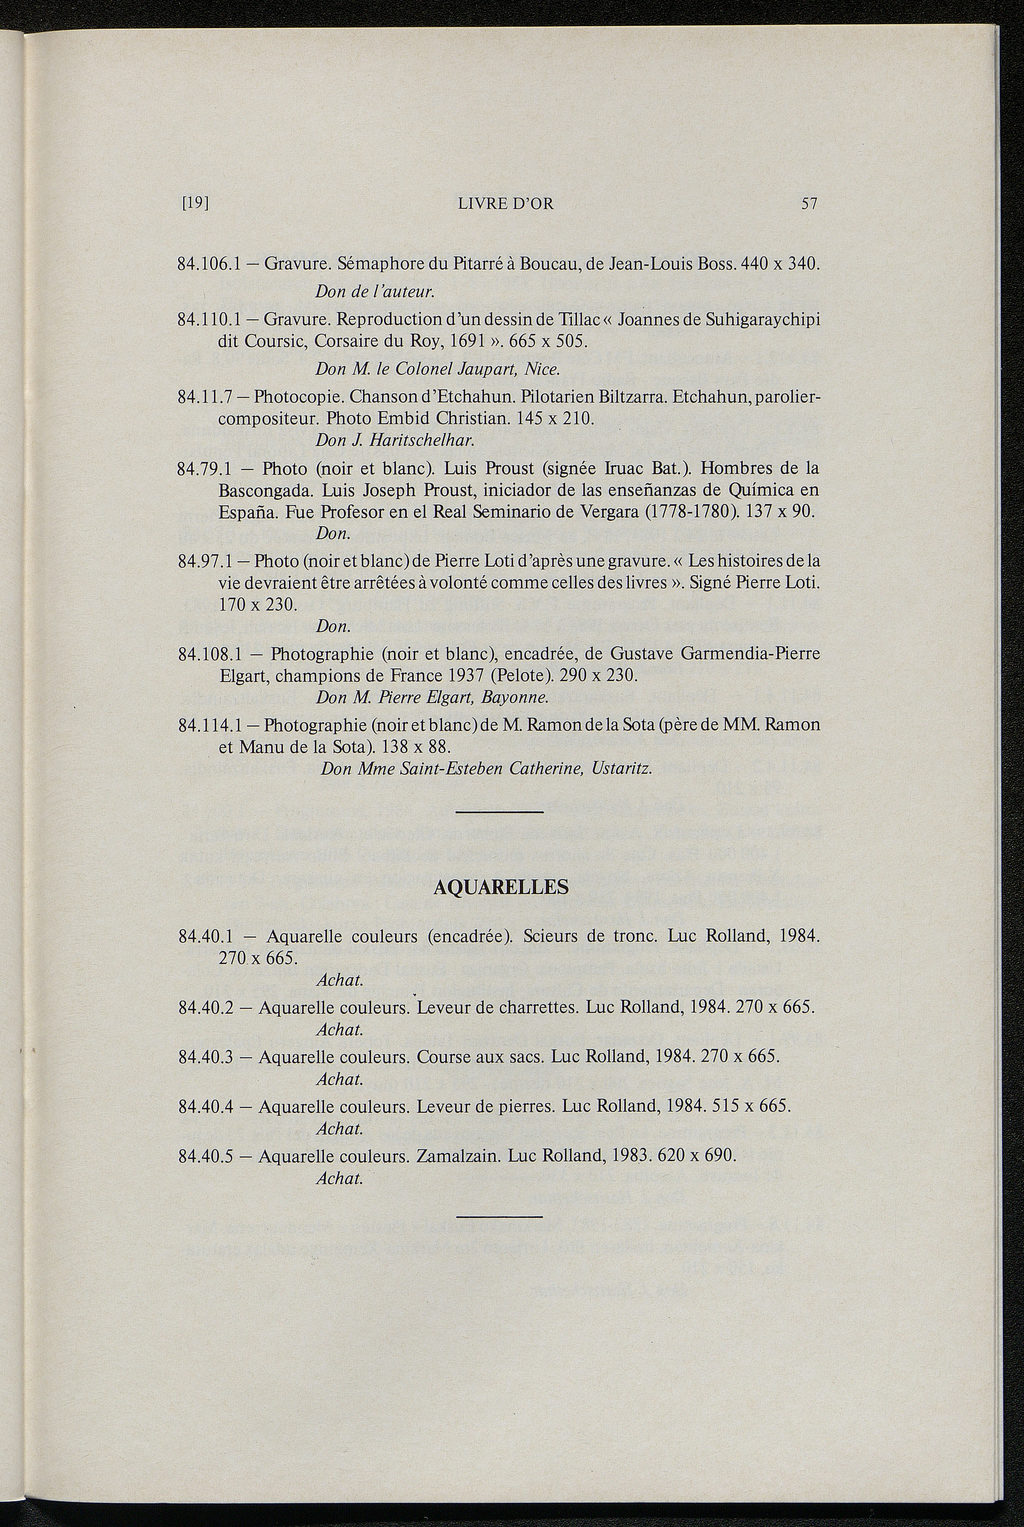 [19] LIVRE D'OR 57
84.106.1 — Gravure. Sémaphore du Pitarré à Boucau, de Jean-Louis Boss. 440 x 340.
Don de l'auteur.
84.110.1 — Gravure. Reproduction d'un dessin de Tillac « Joannes de Suhigaraychipi
dit Coursic, Corsaire du Roy, 1691 ». 665 x 505.
Don M. le Colonel Jaupart, Nice.
84.11.7 — Photocopie. Chanson d'Etchahun. Pilotarien Biltzarra. Etchahun, parolier-
compositeur. Photo Embid Christian. 145 x 210.
Don J. Haritschelhar.
84.79.1 — Photo (noir et blanc). Luis Proust (signée Iruac Bat.). Hombres de la
Bascongada. Luis Joseph Proust, iniciador de las enseñanzas de Química en
España. Fue Profesor en el Real Seminario de Vergara (1778-1780). 137 x 90.
Don.
84.97.1 — Photo (noir et blanc) de Pierre Loti d'après une gravure. « Les histoires de la
vie devraient être arrêtées à volonté comme celles des livres ». Signé Pierre Loti.
170 x 230.
Don.
84.108.1 — Photographie (noir et blanc), encadrée, de Gustave Garmendia-Pierre
Elgart, champions de France 1937 (Pelote). 290 x 230.
Don M. Pierre Elgart, Bayonne.
84.114.1 — Photographie (noir et blanc) de M. Ramon de la Sota (père de MM. Ramon
et Manu de la Sota). 138 x 88.
Don Mme Saint-Esteben Catherine, Ustaritz.
AQUARELLES
84.40.1 — Aquarelle couleurs (encadrée). Scieurs de tronc. Luc Rolland, 1984.
270 x 665.
Achat.
84.40.2 — Aquarelle couleurs. Leveur de charrettes. Luc Rolland, 1984. 270 x 665.
Achat.
84.40.3 — Aquarelle couleurs. Course aux sacs. Luc Rolland, 1984. 270 x 665.
Achat.
84.40.4 — Aquarelle couleurs. Leveur de pierres. Luc Rolland, 1984. 515 x 665.
Achat.
84.40.5 — Aquarelle couleurs. Zamalzain. Luc Rolland, 1983. 620 x 690.
Achat.